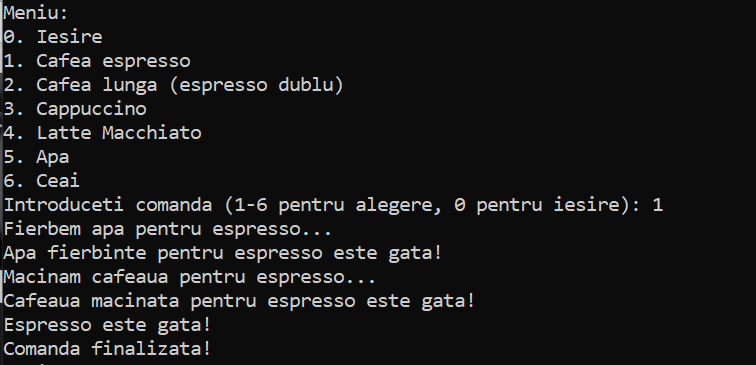 Meniu:
0. Iesire
1. Cafea espresso
2. Cafea lunga (espresso dublu)
3. Cappuccino
4. Latte Macchiato
5. Apa
6. Ceai
Introduceti comanda (1-6 pentru alegere, 0 pentru iesire): 1
Fierbem apa pentru espresso...
Apa fierbinte pentru espresso este gata!
Macinam cafeaua pentru espresso...
Cafeaua macinata pentru espresso este gata!
Espresso este gata!
Comanda finalizata!